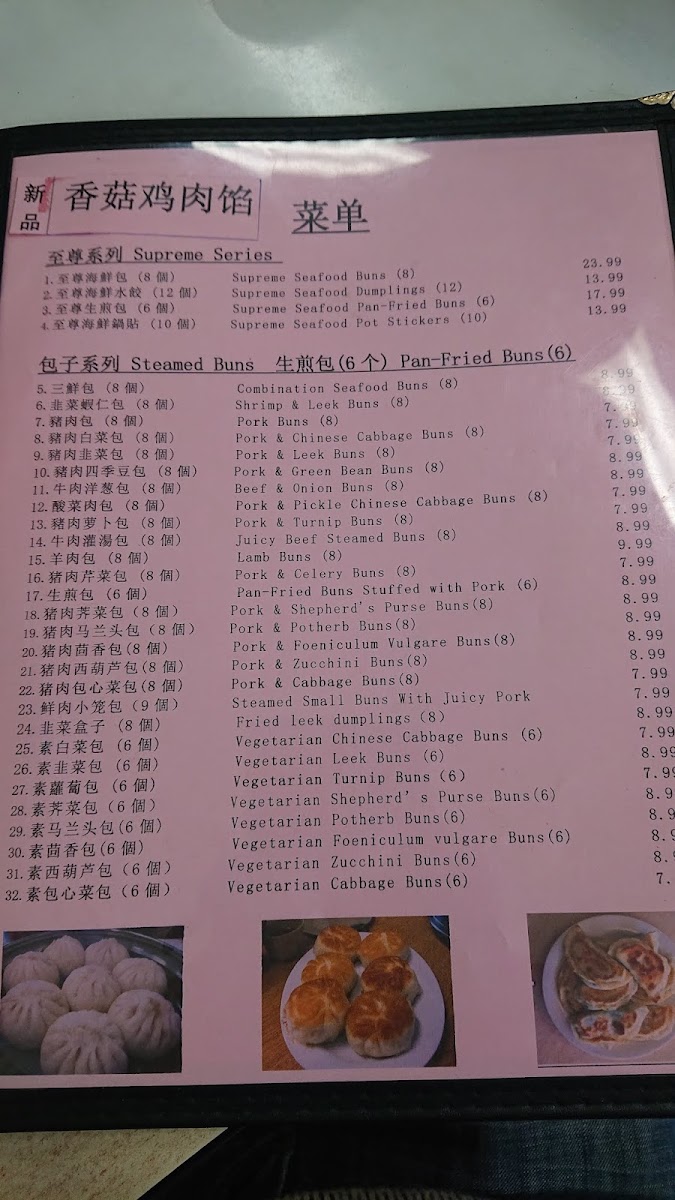 新品 香菇鸡肉馅 菜单
至尊系列 Supreme Series
1.至尊海鮮包 (8 個) Supreme Seafood Buns (8) 23.99
2.至尊海鮮水餃 (12 個) Supreme Seafood Dumplings (12) 13.99
3.至尊生煎包 (6 個) Supreme Seafood Pan-Fried Buns (6) 17.99
4.至尊海鮮鍋貼 (10 個) Supreme Seafood Pot Stickers (10) 13.99
包子系列 Steamed Buns 生煎包(6 个) Pan-Fried Buns(6)
5.三鮮包 (8 個) Combination Seafood Buns (8) 8.99
6.韭菜蝦仁包 (8 個) Shrimp & Leek Buns (8) 8.99
7.豬肉包 (8 個) Pork Buns (8) 7.99
8.豬肉白菜包 (8 個) Pork & Chinese Cabbage Buns (8) 7.99
9.豬肉韭菜包 (8 個) Pork & Leek Buns (8) 7.99
10.豬肉四季豆包 (8 個) Pork & Green Bean Buns (8) 8.99
11.牛肉洋葱包 (8 個) Beef & Onion Buns (8) 8.99
12.酸菜肉包 (8 個) Pork & Pickle Chinese Cabbage Buns (8) 7.99
13.豬肉萝卜包 (8 個) Pork & Turnip Buns (8) 7.99
14.牛肉灌湯包 (8 個) Juicy Beef Steamed Buns (8) 8.99
15.羊肉包 (8 個) Lamb Buns (8) 9.99
16.猪肉芹菜包 (8 個) Pork & Celery Buns (8) 7.99
17.生煎包 (6 個) Pan-Fried Buns Stuffed with Pork (6) 8.99
18.猪肉荠菜包 (8 個) Pork & Shepherd's Purse Buns(8) 8.99
19.猪肉马兰头包 (8 個) Pork & Potherb Buns(8) 8.99
20.猪肉茴香包(8 個) Pork & Foeniculum Vulgare Buns(8) 8.99
21.猪肉西葫芦包(8 個) Pork & Zucchini Buns(8) 8.99
22.猪肉包心菜包(8 個) Pork & Cabbage Buns(8) 7.99
23.鲜肉小笼包 (9 個) Steamed Small Buns With Juicy Pork 7.99
24.韭菜盒子 (8 個) Fried leek dumplings (8) 8.99
25.素白菜包 (6 個) Vegetarian Chinese Cabbage Buns (6) 7.99
26.素韭菜包 (6 個) Vegetarian Leek Buns (6) 8.99
27.素蘿蔔包 (6 個) Vegetarian Turnip Buns (6) 7.99
28.素荠菜包 (6 個) Vegetarian Shepherd's Purse Buns(6) 8.9
29.素马兰头包(6 個) Vegetarian Potherb Buns(6) 8.9
30.素茴香包(6 個) Vegetarian Foeniculum vulgare Buns(6) 8.
31.素西葫芦包 (6 個) Vegetarian Zucchini Buns(6) 8.
32.素包心菜包 (6 個) Vegetarian Cabbage Buns(6) 7.